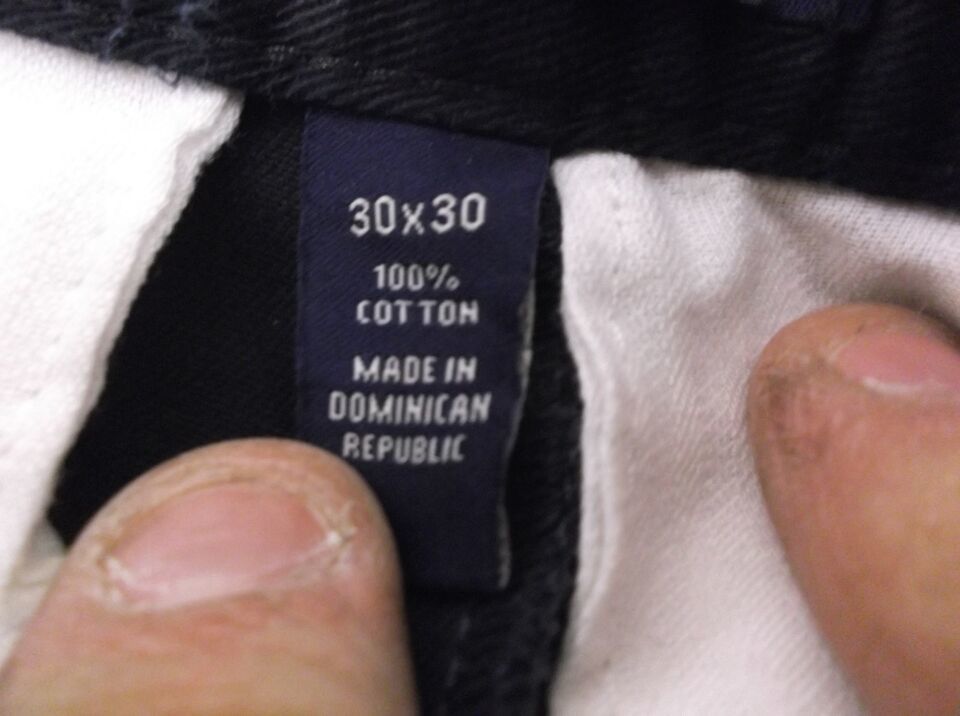 30x30
100%
COTTON
MADE IN
DOMINICAN
REPUBLIC